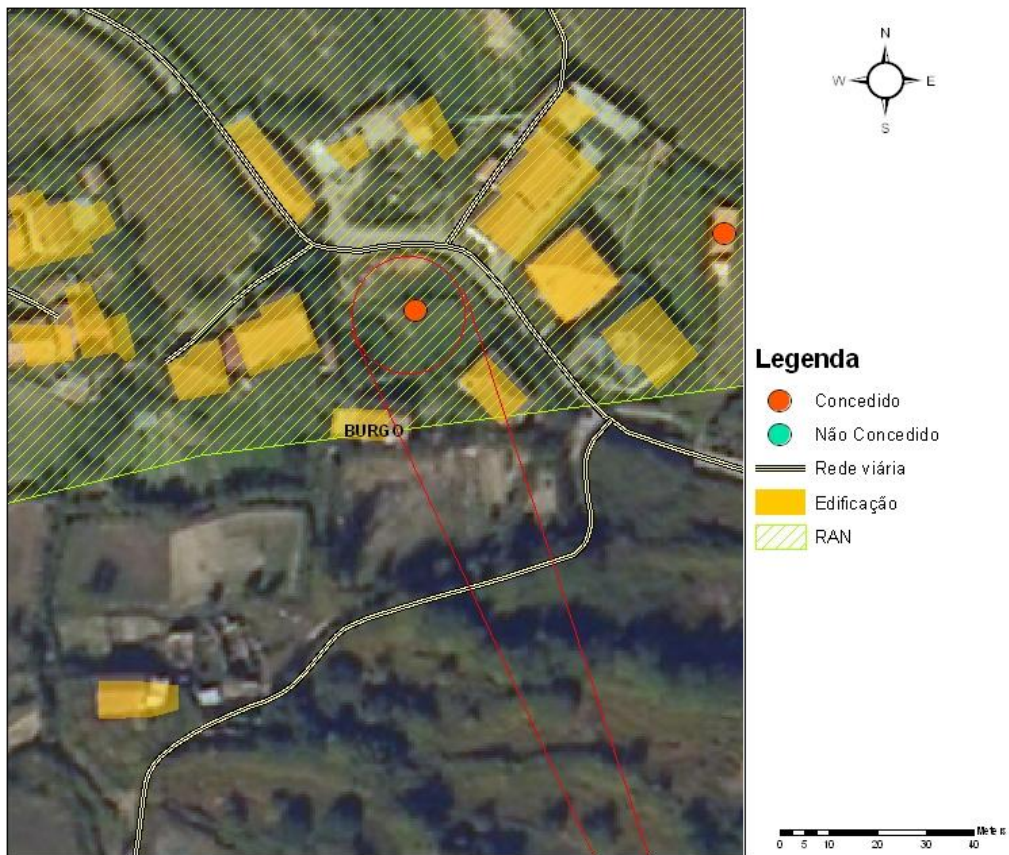 BURGO
N
W E
S
Legenda
Concedido
Não Concedido
Rede viária
Edificação
RAN
Meters
0 5 10 20 30 40